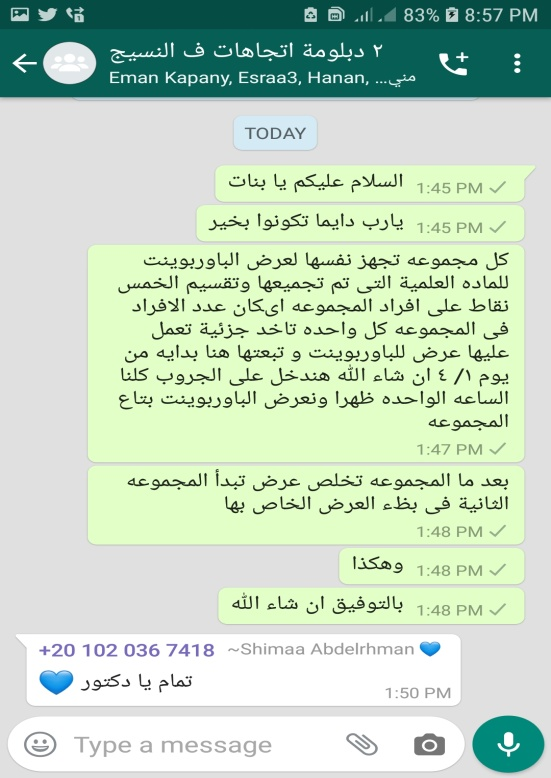 83% 8:57 PM
٢ دبلومة اتجاهات ف النسيج
Eman Kapany, Esraa3, Hanan, ...مني
TODAY
السلام عليكم يا بنات 1:45 PM
يارب دايما تكونوا بخير 1:45 PM
كل مجموعه تجهز نفسها لعرض الباوربوينت
للماده العلمية التى تم تجميعها وتقسيم الخمس
نقاط على افراد المجموعه اىكان عدد الافراد
فى المجموعه كل واحده تاخد جزئية تعمل
عليها عرض للباوربوينت و تبعتها هنا بدايه من
يوم ١/ ٤ ان شاء الله هندخل على الجروب كلنا
الساعه الواحده ظهرا ونعرض الباوربوينت بتاع
المجموعه
1:47 PM
بعد ما المجموعه تخلص عرض تبدأ المجموعه
الثانية فى بظء العرض الخاص بها
1:48 PM
وهكذا 1:48 PM
بالتوفيق ان شاء الله 1:48 PM
+20 102 036 7418 ~Shimaa Abdelrhman 💙
تمام يا دكتور 💙
1:50 PM
Type a message